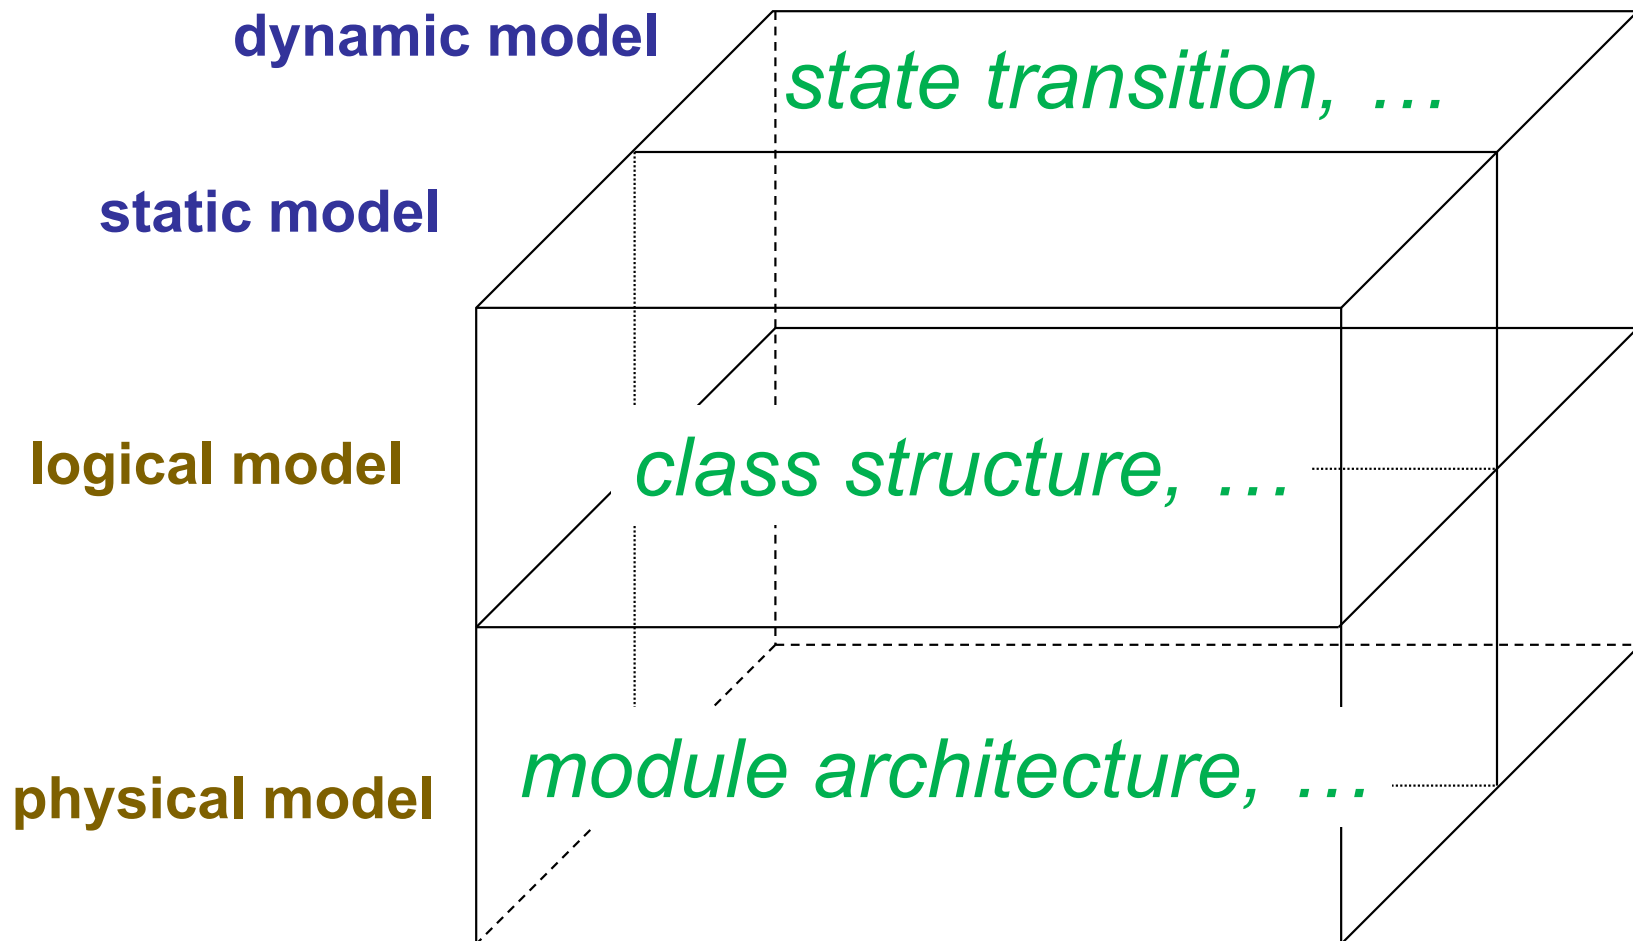 dynamic model
state transition, …
static model
logical model
class structure, …
physical model
module architecture, …